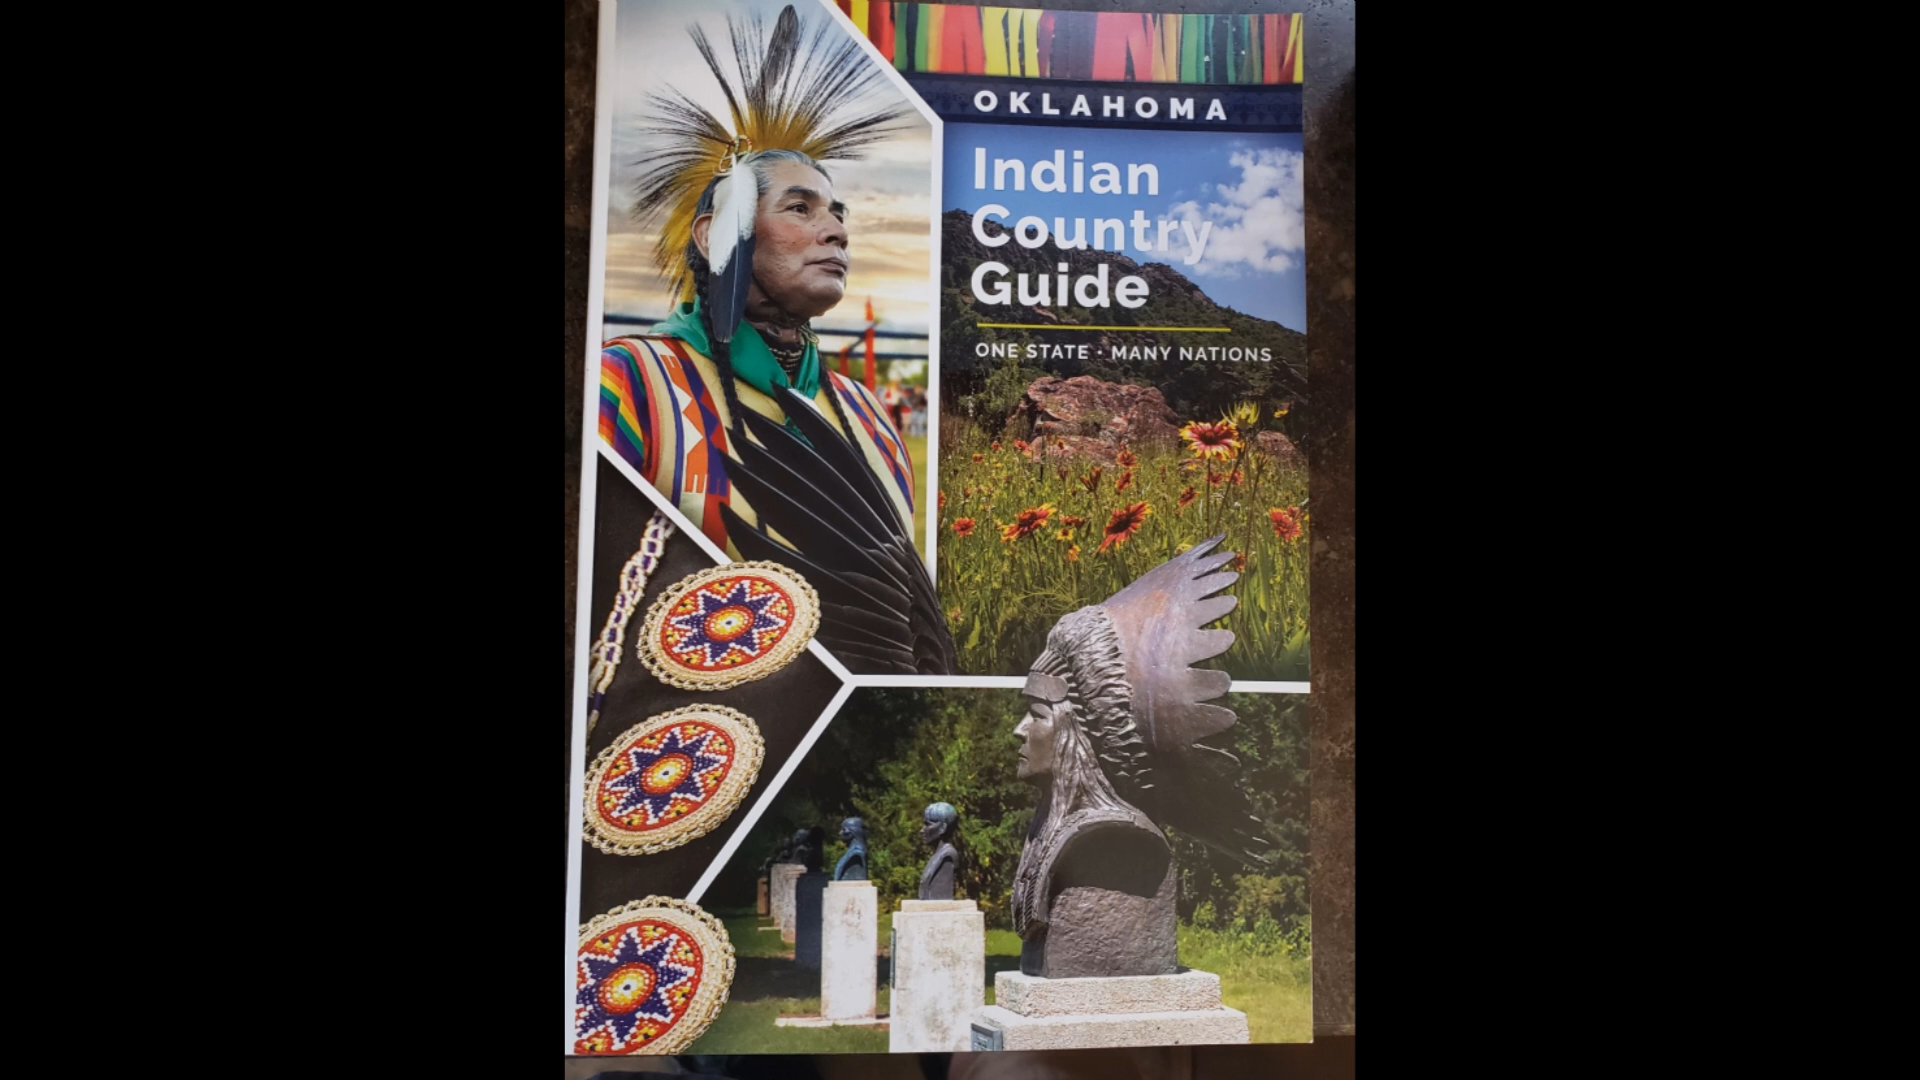 OKLAHOMA
Indian
Country
Guide
ONE STATE · MANY NATIONS